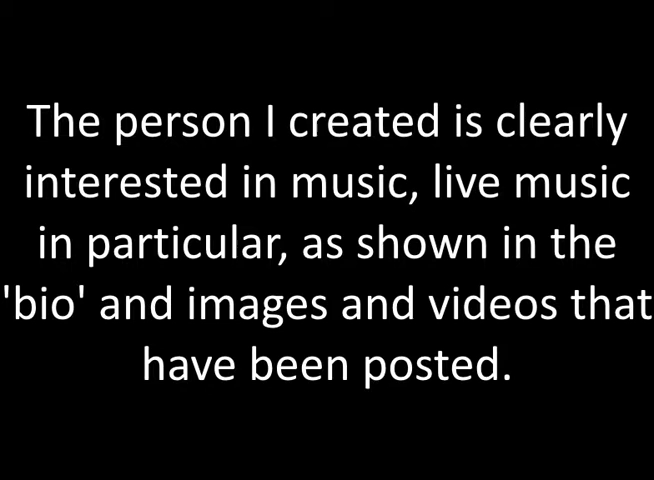 The person I created is clearly
interested in music, live music
in particular, as shown in the
'bio' and images and videos that
have been posted.